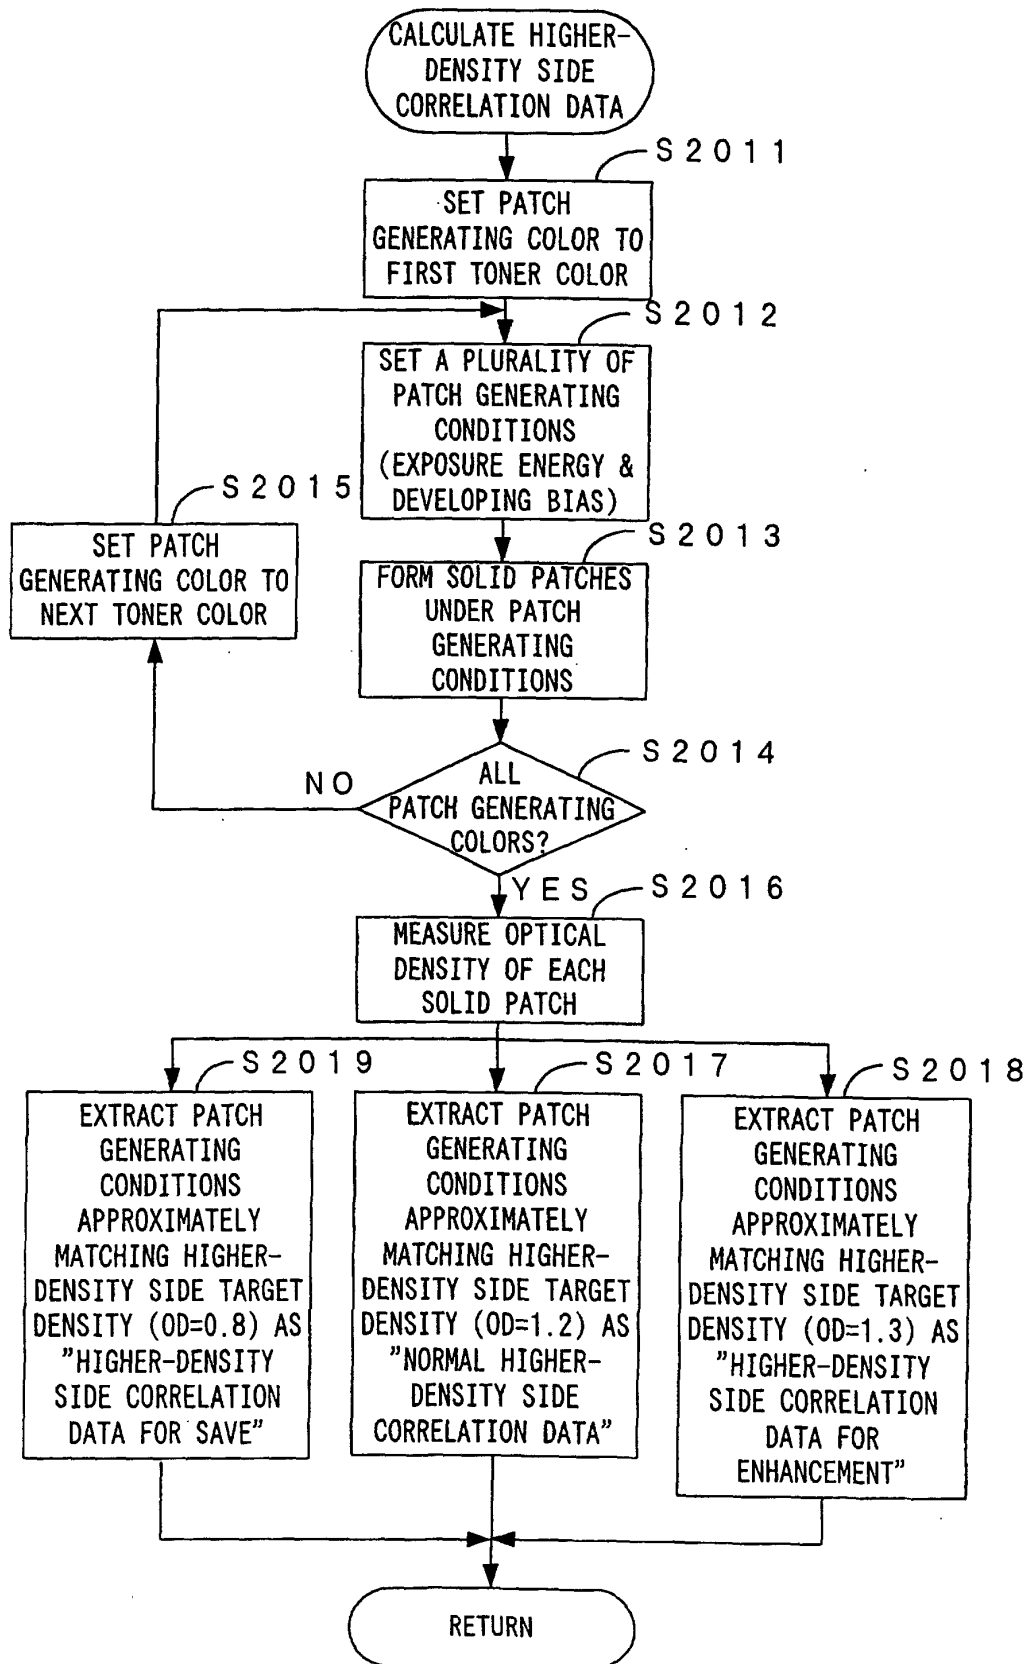 CALCULATE HIGHER-
DENSITY SIDE
CORRELATION DATA
S2011
SET PATCH
GENERATING COLOR TO
FIRST TONER COLOR
S2012
SET A PLURALITY OF
PATCH GENERATING
CONDITIONS
(EXPOSURE ENERGY &
DEVELOPING BIAS)
S2015
SET PATCH
GENERATING COLOR TO
NEXT TONER COLOR
S2013
FORM SOLID PATCHES
UNDER PATCH
GENERATING
CONDITIONS
S2014
NO
ALL
PATCH GENERATING
COLORS?
YES
S2016
MEASURE OPTICAL
DENSITY OF EACH
SOLID PATCH
S2019
EXTRACT PATCH
GENERATING
CONDITIONS
APPROXIMATELY
MATCHING HIGHER-
DENSITY SIDE TARGET
DENSITY (OD=0.8) AS
"HIGHER-DENSITY
SIDE CORRELATION
DATA FOR SAVE"
S2017
EXTRACT PATCH
GENERATING
CONDITIONS
APPROXIMATELY
MATCHING HIGHER-
DENSITY SIDE TARGET
DENSITY (OD=1.2) AS
"NORMAL HIGHER-
DENSITY SIDE
CORRELATION DATA"
S2018
EXTRACT PATCH
GENERATING
CONDITIONS
APPROXIMATELY
MATCHING HIGHER-
DENSITY SIDE TARGET
DENSITY (OD=1.3) AS
"HIGHER-DENSITY
SIDE CORRELATION
DATA FOR
ENHANCEMENT"
RETURN